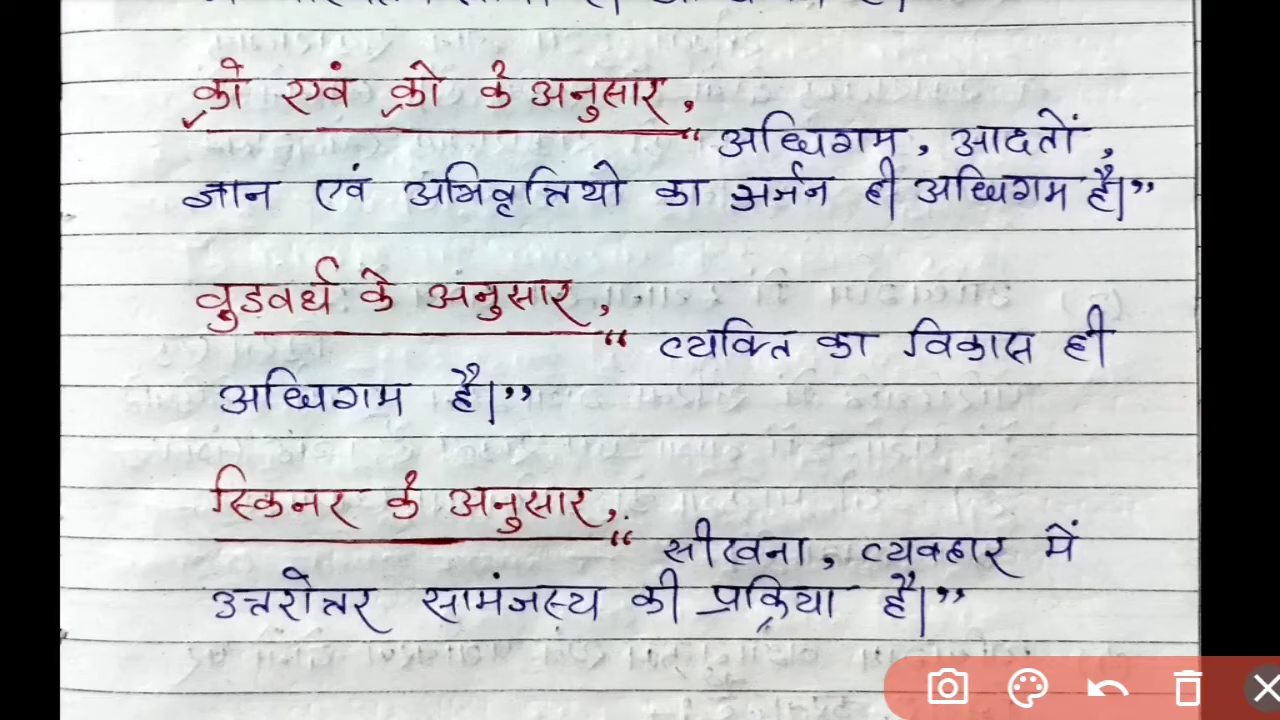 क्रो एवं क्रो के अनुसार,
“ अधिगम, आदतों,
ज्ञान एवं अभिवृत्तियो का अर्जन ही अधिगम है।”
वुडवर्थ के अनुसार,
“ व्यक्ति का विकास ही
अधिगम है।”
स्किनर के अनुसार,
“ सीखना, व्यवहार में
उत्तरोत्तर सामंजस्य की प्रक्रिया है।”